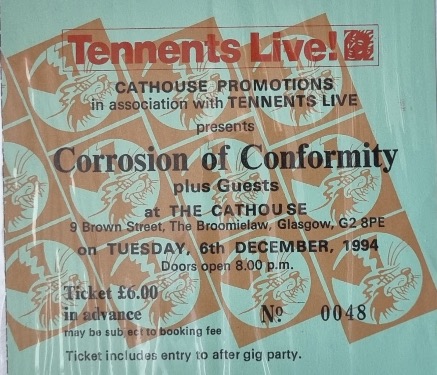 Tennents Live!
CATHOUSE PROMOTIONS
in association with TENNENTS LIVE
presents
Corrosion of Conformity
plus Guests
at THE CATHOUSE
9 Brown Street, The Broomielaw, Glasgow, G2 8PE
on TUESDAY, 6th DECEMBER, 1994
Doors open 8.00 p.m.
Ticket £6.00
in advance
may be subject to booking fee
Nº 0048
Ticket includes entry to after gig party.